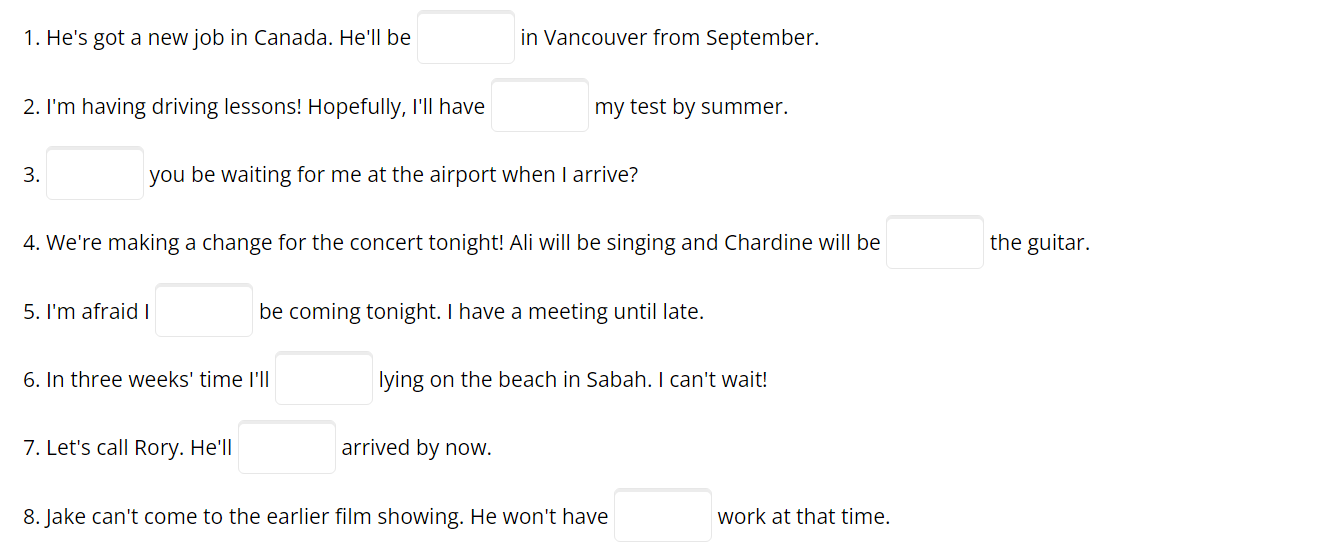 1. He's got a new job in Canada. He'll be in Vancouver from September.
2. I'm having driving lessons! Hopefully, I'll have my test by summer.
3. you be waiting for me at the airport when I arrive?
4. We're making a change for the concert tonight! Ali will be singing and Chardine will be the guitar.
5. I'm afraid I be coming tonight. I have a meeting until late.
6. In three weeks' time I'll lying on the beach in Sabah. I can't wait!
7. Let's call Rory. He'll arrived by now.
8. Jake can't come to the earlier film showing. He won't have work at that time.